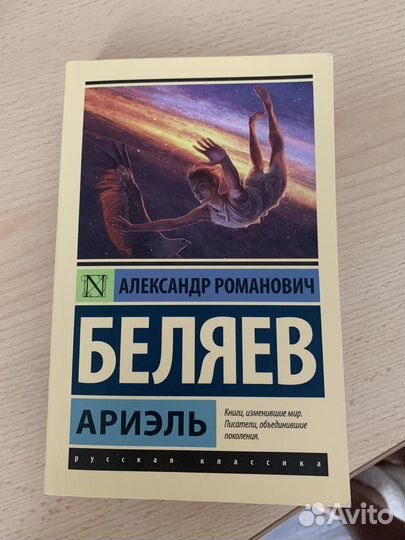 N
АЛЕКСАНДР РОМАНОВИЧ
БЕЛЯЕВ
АРИЭЛЬ
Книги, изменившие мир.
Писатели, объединившие
поколения.
русская классика
Avito